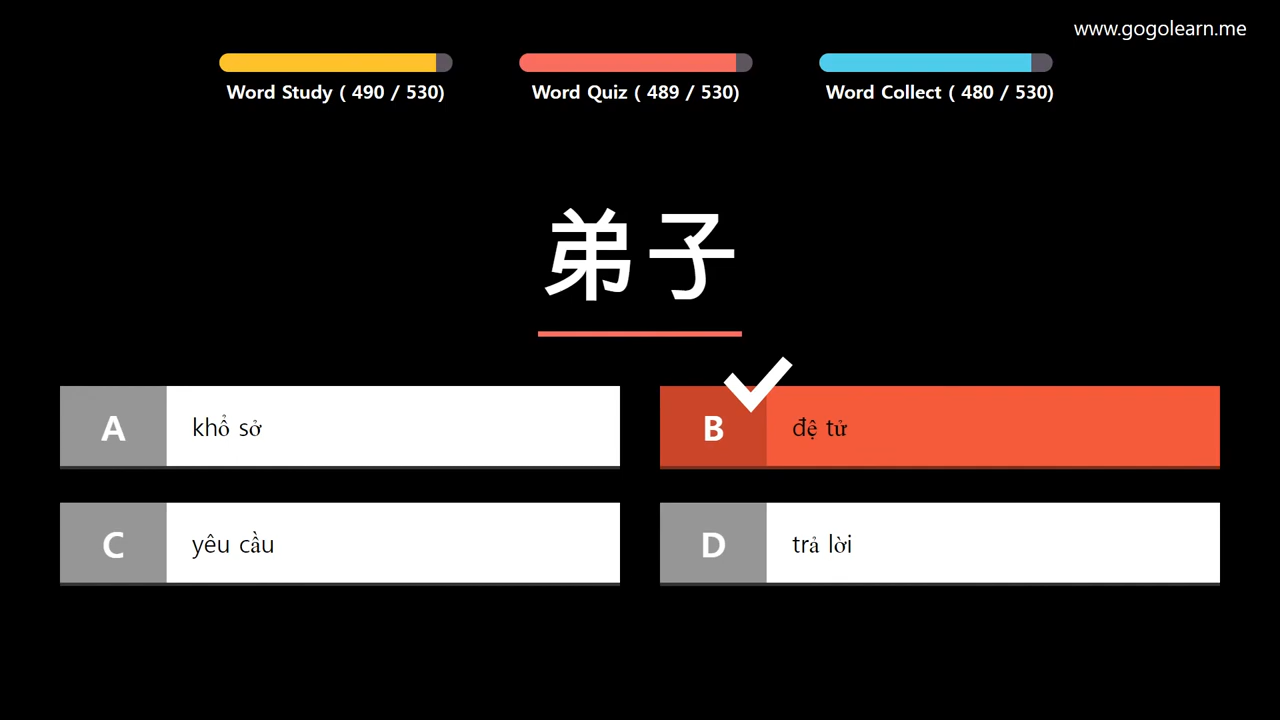 www.gogolearn.me
Word Study ( 490 / 530)
Word Quiz ( 489 / 530)
Word Collect ( 480 / 530)
弟子
A khổ sở
B đệ tử
C yêu cầu
D trả lời